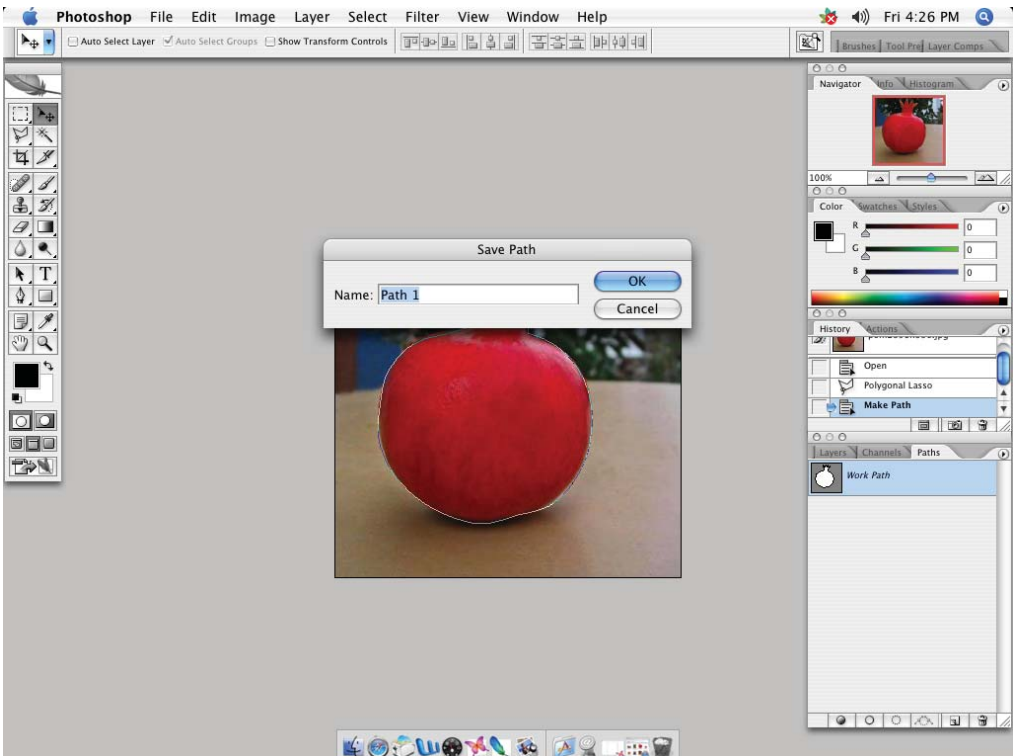 Photoshop File Edit Image Layer Select Filter View Window Help Fri 4:26 PM
Auto Select Layer Auto Select Groups Show Transform Controls Brushes Tool Pre Layer Comps
Navigator Info Histogram
100%
Color Swatches Styles
R 0
G 0
B 0
Save Path
Name: Path 1
OK
Cancel
History Actions
Open
Polygonal Lasso
Make Path
Layers Channels Paths
Work Path
T